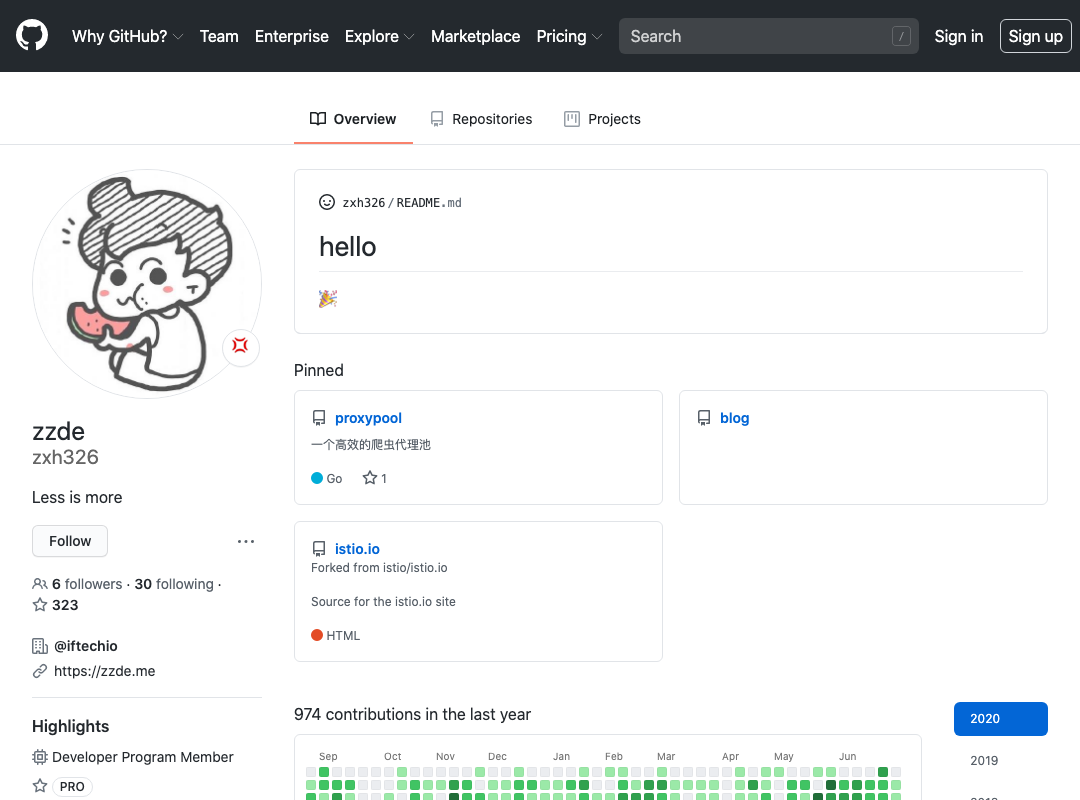 Why GitHub? Team Enterprise Explore Marketplace Pricing Search / Sign in Sign up
Overview Repositories Projects
zxh326/README.md
hello
zzde
zxh326
Less is more
Follow
6 followers · 30 following ·
323
@iftechio
https://zzde.me
Highlights
Developer Program Member
PRO
Pinned
proxypool
一个高效的爬虫代理池
Go 1
blog
istio.io
Forked from istio/istio.io
Source for the istio.io site
HTML
974 contributions in the last year
Sep Oct Nov Dec Jan Feb Mar Apr May Jun
2020
2019